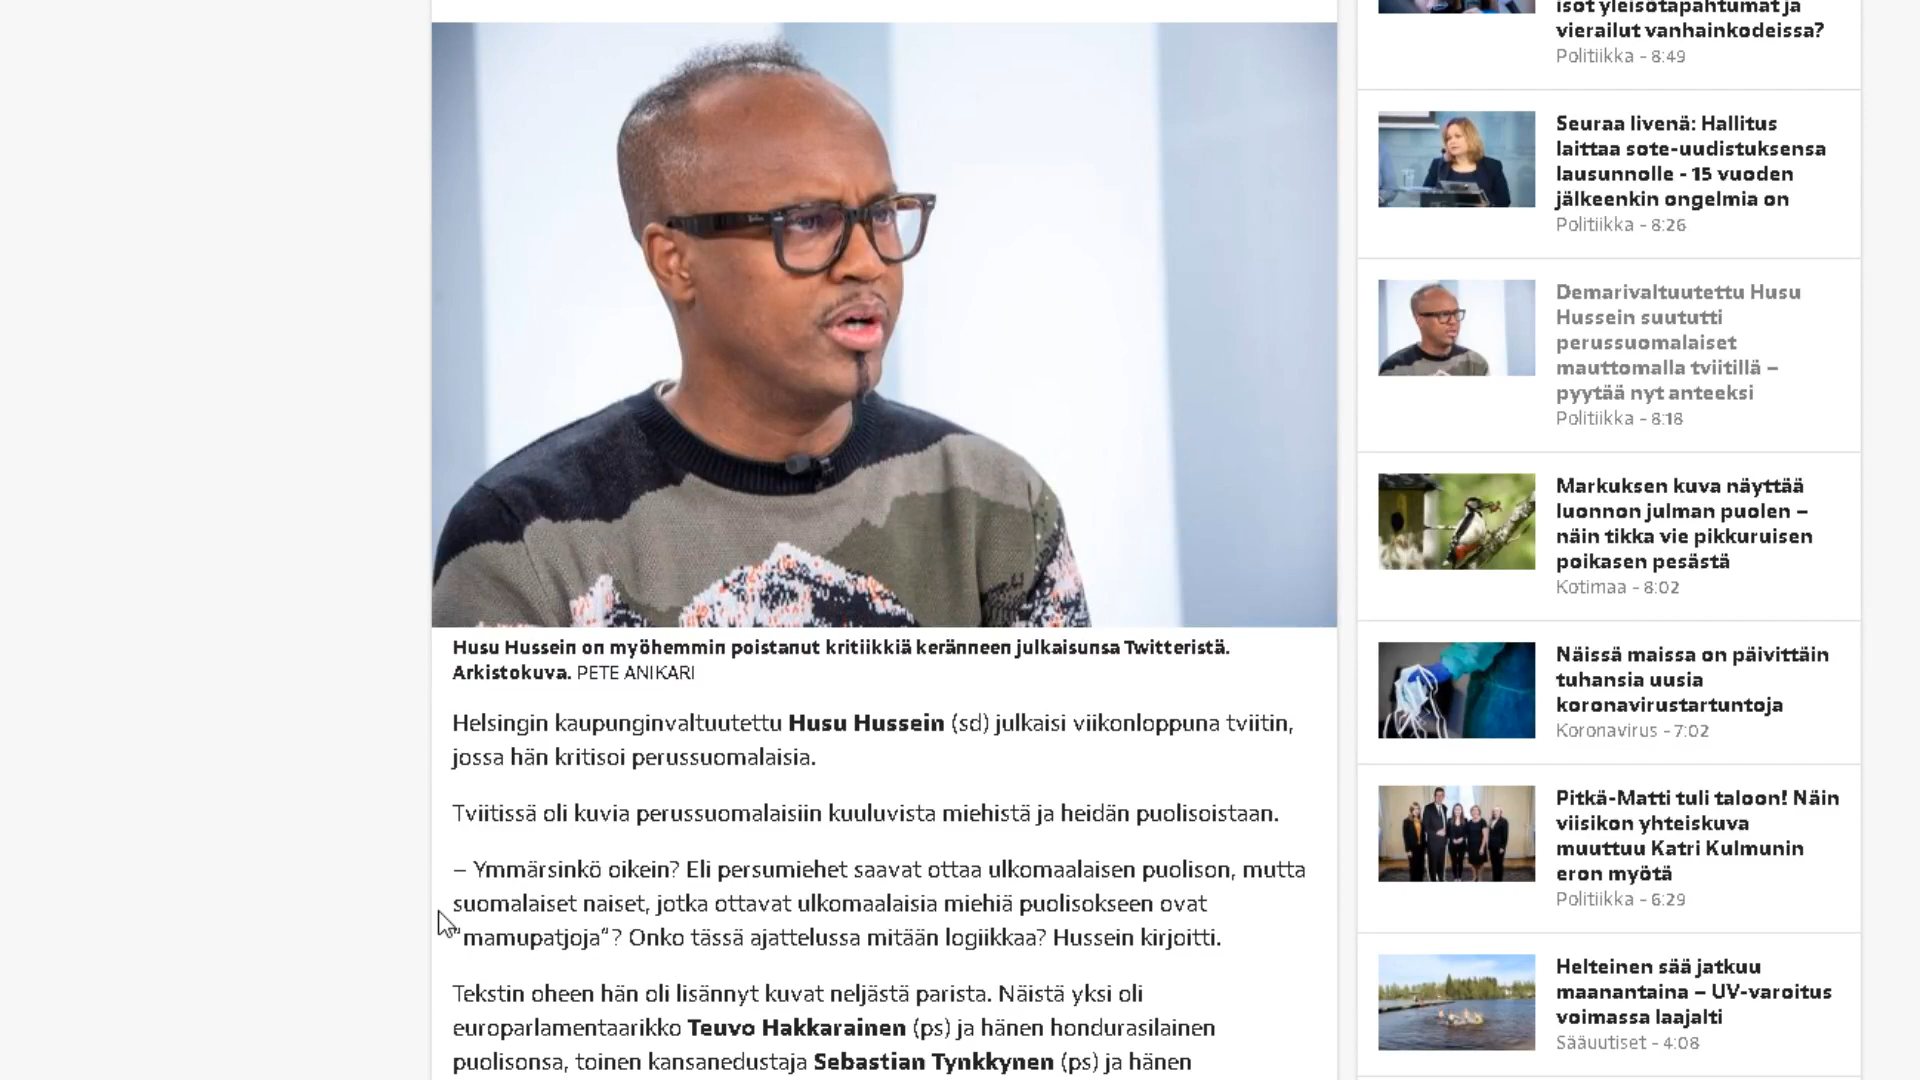 Husu Hussein on myöhemmin poistanut kritiikkiä keränneen julkaisunsa Twitteristä.
Arkistokuva. PETE ANIKARI
Helsingin kaupunginvaltuutettu Husu Hussein (sd) julkaisi viikonloppuna tviitin,
jossa hän kritisoi perussuomalaisia.
Tviitissä oli kuvia perussuomalaisiin kuuluvista miehistä ja heidän puolisoistaan.
– Ymmärsinkö oikein? Eli persumiehet saavat ottaa ulkomaalaisen puolison, mutta
suomalaiset naiset, jotka ottavat ulkomaalaisia miehiä puolisokseen ovat
"mamupatjoja"? Onko tässä ajattelussa mitään logiikkaa? Hussein kirjoitti.
Tekstin oheen hän oli lisännyt kuvat neljästä parista. Näistä yksi oli
europarlamentaarikko Teuvo Hakkarainen (ps) ja hänen hondurasilainen
puolisonsa, toinen kansanedustaja Sebastian Tynkkynen (ps) ja hänen
isot yleisötapahtumat ja
vierailut vanhainkodeissa?
Politiikka - 8:49
Seuraa livenä: Hallitus
laittaa sote-uudistuksensa
lausunnolle - 15 vuoden
jälkeenkin ongelmia on
Politiikka - 8:26
Demarivaltuutettu Husu
Hussein suututti
perussuomalaiset
mauttomalla tviitillä –
pyytää nyt anteeksi
Politiikka - 8:18
Markuksen kuva näyttää
luonnon julman puolen –
näin tikka vie pikkuruisen
poikasen pesästä
Kotimaa - 8:02
Näissä maissa on päivittäin
tuhansia uusia
koronavirustartuntoja
Koronavirus - 7:02
Pitkä-Matti tuli taloon! Näin
viisikon yhteiskuva
muuttuu Katri Kulmunin
eron myötä
Politiikka - 6:29
Helteinen sää jatkuu
maanantaina – UV-varoitus
voimassa laajalti
Sääuutiset - 4:08